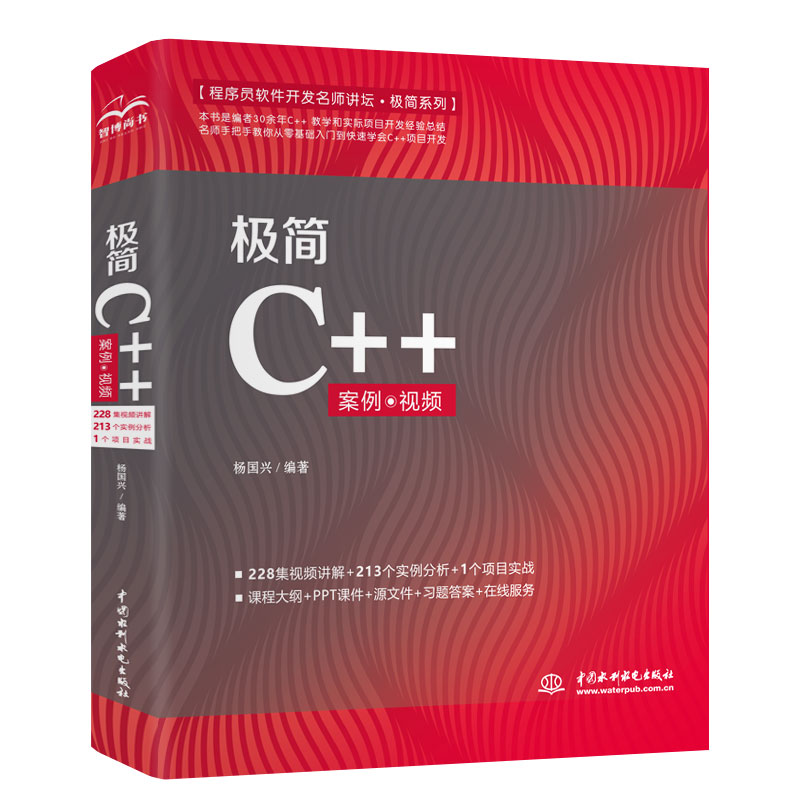 【程序员软件开发名师讲坛·极简系列】
本书是编者30余年C++ 教学和实际项目开发经验总结
名师手把手教你从零基础入门到快速学会C++项目开发
极简
C++
案例 视频
杨国兴 / 编著
■ 228集视频讲解+213个实例分析+1个项目实战
■ 课程大纲+PPT课件+源文件+习题答案+在线服务
中国水利水电出版社
www.waterpub.com.cn
智博尚书
极简
C++
案例 视频
228 集视频讲解
213 个实例分析
1 个项目实战
杨国兴 / 编著
中国水利水电出版社